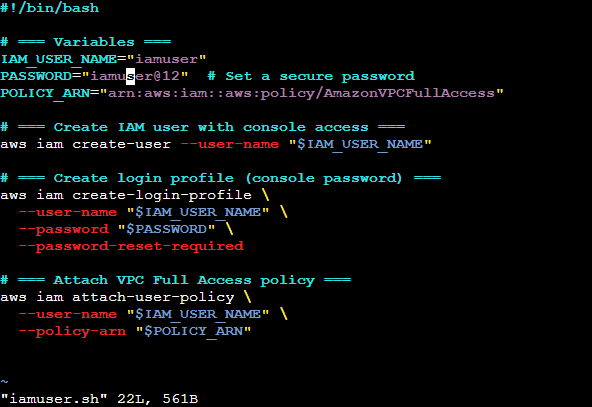 #!/bin/bash
# === Variables ===
IAM_USER_NAME="iamuser"
PASSWORD="iamuser@12"  # Set a secure password
POLICY_ARN="arn:aws:iam::aws:policy/AmazonVPCFullAccess"
# === Create IAM user with console access ===
aws iam create-user --user-name "$IAM_USER_NAME"
# === Create login profile (console password) ===
aws iam create-login-profile \
  --user-name "$IAM_USER_NAME" \
  --password "$PASSWORD" \
  --password-reset-required
# === Attach VPC Full Access policy ===
aws iam attach-user-policy \
  --user-name "$IAM_USER_NAME" \
  --policy-arn "$POLICY_ARN"
~
"iamuser.sh" 22L, 561B